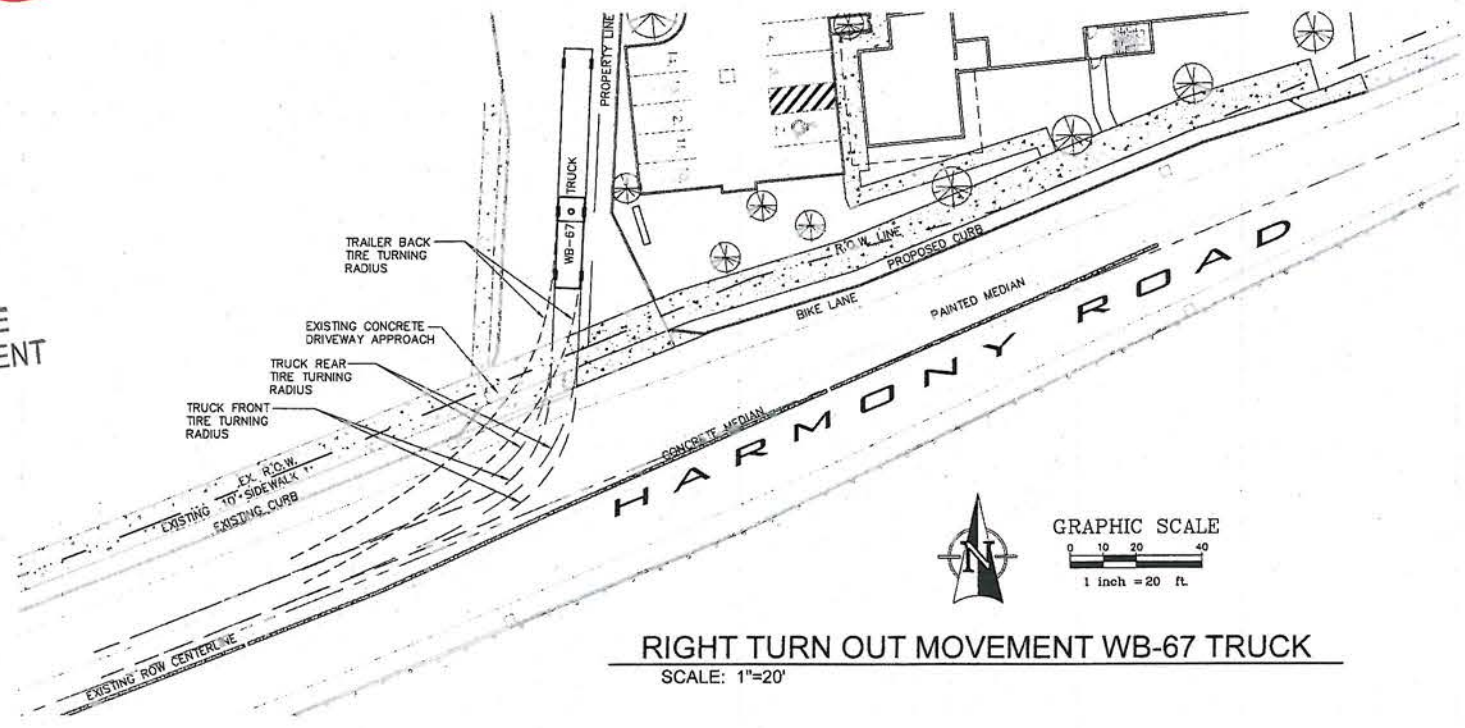 PROPERTY LINE
TRUCK
WB-67
TRAILER BACK
TIRE TURNING
RADIUS
EXISTING CONCRETE
DRIVEWAY APPROACH
TRUCK REAR
TIRE TURNING
RADIUS
TRUCK FRONT
TIRE TURNING
RADIUS
ENT
R.O.W. LINE
PROPOSED CURB
BIKE LANE
PAINTED MEDIAN
CONCRETE MEDIAN
HARMONY ROAD
EX. R.O.W.
EXISTING 10' SIDEWALK
EXISTING CURB
EXISTING ROW CENTERLINE
N
GRAPHIC SCALE
0 10 20 40
1 inch = 20 ft.
RIGHT TURN OUT MOVEMENT WB-67 TRUCK
SCALE: 1"=20'